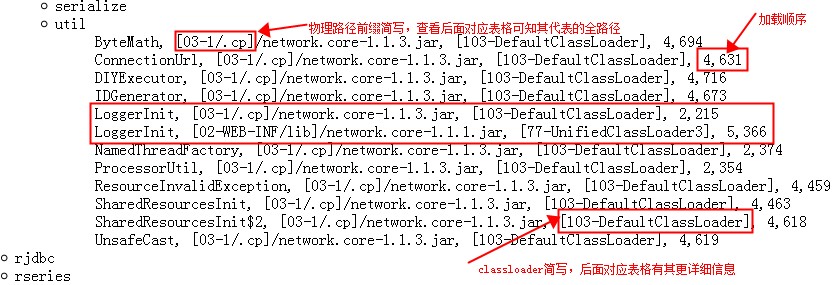 serialize
util
物理路径前缀简写,查看后面对应表格可知其代表的全路径
加载顺序
ByteMath, [03-1/.cp]/network.core-1.1.3.jar, [103-DefaultClassLoader], 4,694
ConnectionUrl, [03-1/.cp]/network.core-1.1.3.jar, [103-DefaultClassLoader], 4,631
DIYExecutor, [03-1/.cp]/network.core-1.1.3.jar, [103-DefaultClassLoader], 4,716
IDGenerator, [03-1/.cp]/network.core-1.1.3.jar, [103-DefaultClassLoader], 4,673
LoggerInit, [03-1/.cp]/network.core-1.1.3.jar, [103-DefaultClassLoader], 2,215
LoggerInit, [02-WEB-INF/lib]/network.core-1.1.1.jar, [77-UnifiedClassLoader3], 5,366
NamedThreadFactory, [03-1/.cp]/network.core-1.1.3.jar, [103-DefaultClassLoader], 2,374
ProcessorUtil, [03-1/.cp]/network.core-1.1.3.jar, [103-DefaultClassLoader], 2,354
ResourceInvalidException, [03-1/.cp]/network.core-1.1.3.jar, [103-DefaultClassLoader], 4,459
SharedResourcesInit, [03-1/.cp]/network.core-1.1.3.jar, [103-DefaultClassLoader], 4,463
SharedResourcesInit$2, [03-1/.cp]/network.core-1.1.3.jar, [103-DefaultClassLoader], 4,618
UnsafeCast, [03-1/.cp]/network.core-1.1.3.jar, [103-DefaultClassLoader], 4,619
rjdbc
classloader简写,后面对应表格有其更详细信息
rseries